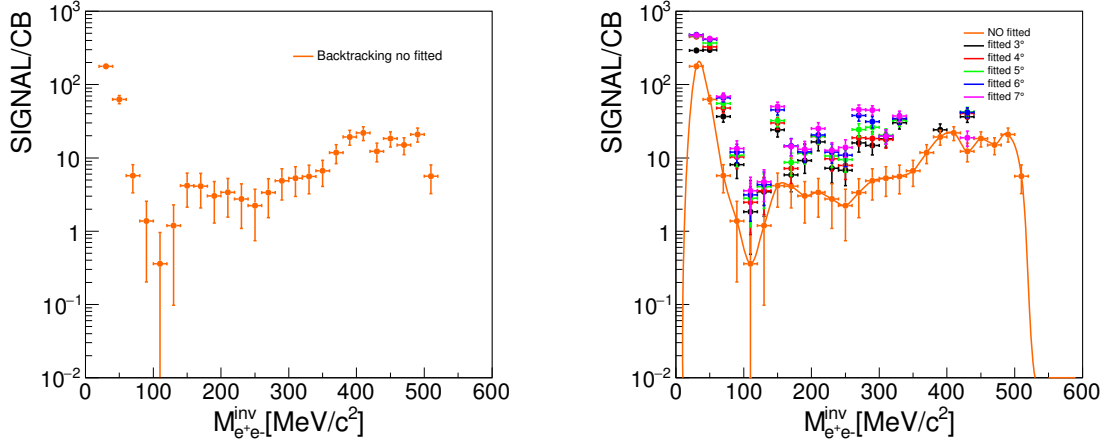 SIGNAL/CB
10³
10²
10
1
10⁻¹
10⁻²
Backtracking no fitted
0 100 200 300 400 500 600
M^inv_e⁺e⁻[MeV/c²]
SIGNAL/CB
10³
10²
10
1
10⁻¹
10⁻²
NO fitted
fitted 3°
fitted 4°
fitted 5°
fitted 6°
fitted 7°
0 100 200 300 400 500 600
M^inv_e⁺e⁻[MeV/c²]